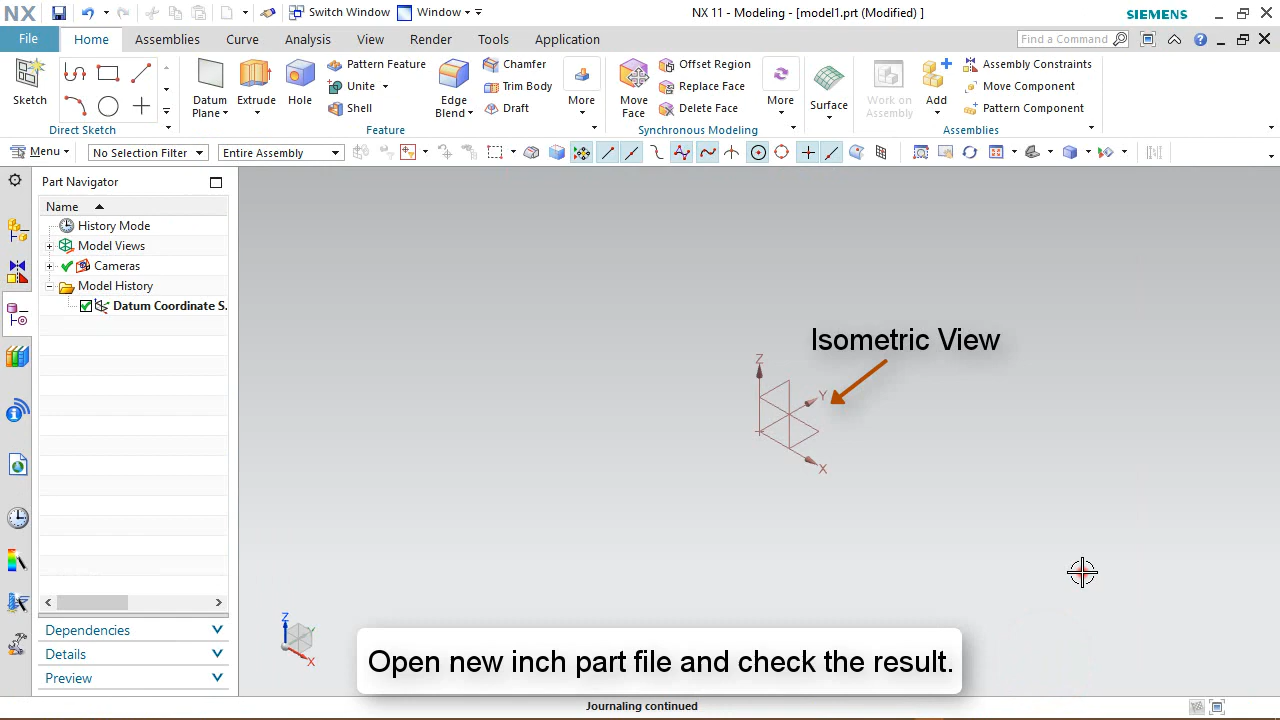 NX
Switch Window
Window
NX 11 - Modeling - [model1.prt (Modified) ]
SIEMENS
File
Home
Assemblies
Curve
Analysis
View
Render
Tools
Application
Find a Command
Sketch
Direct Sketch
Datum
Plane
Extrude
Hole
Pattern Feature
Unite
Shell
Edge
Blend
Chamfer
Trim Body
Draft
More
Feature
Move
Face
Offset Region
Replace Face
Delete Face
More
Synchronous Modeling
Surface
Work on
Assembly
Add
Assembly Constraints
Move Component
Pattern Component
Assemblies
Menu
No Selection Filter
Entire Assembly
Part Navigator
Name
History Mode
Model Views
Cameras
Model History
Datum Coordinate S.
Dependencies
Details
Preview
Isometric View
Z
Y
X
Z
Y
X
Open new inch part file and check the result.
Journaling continued